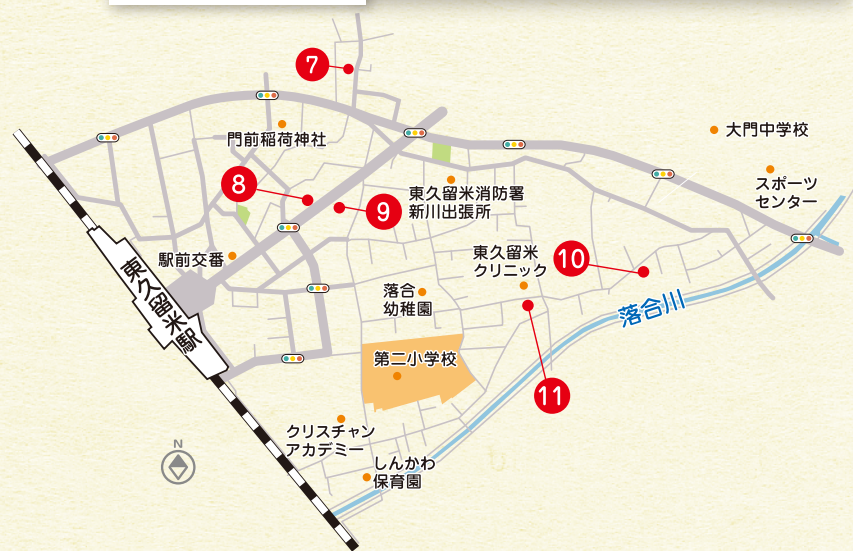 7
門前稲荷神社
大門中学校
8
9
東久留米消防署
新川出張所
スポーツ
センター
駅前交番
東久留米
クリニック
10
東久留米駅
落合
幼稚園
落合川
第二小学校
11
クリスチャン
アカデミー
N
しんかわ
保育園